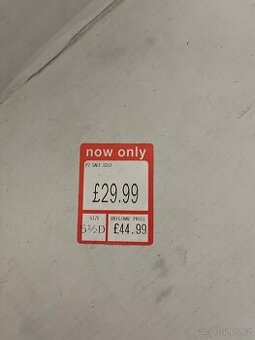 now only
£29.99
SIZE
5½D
ORIGINAL PRICE
£44.99